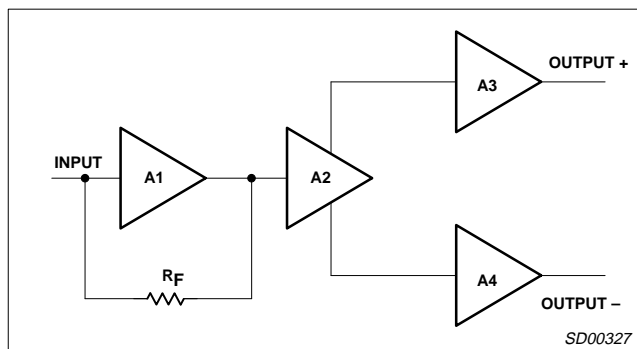 OUTPUT +
A3
INPUT
A1
A2
RF
A4
OUTPUT –
SD00327